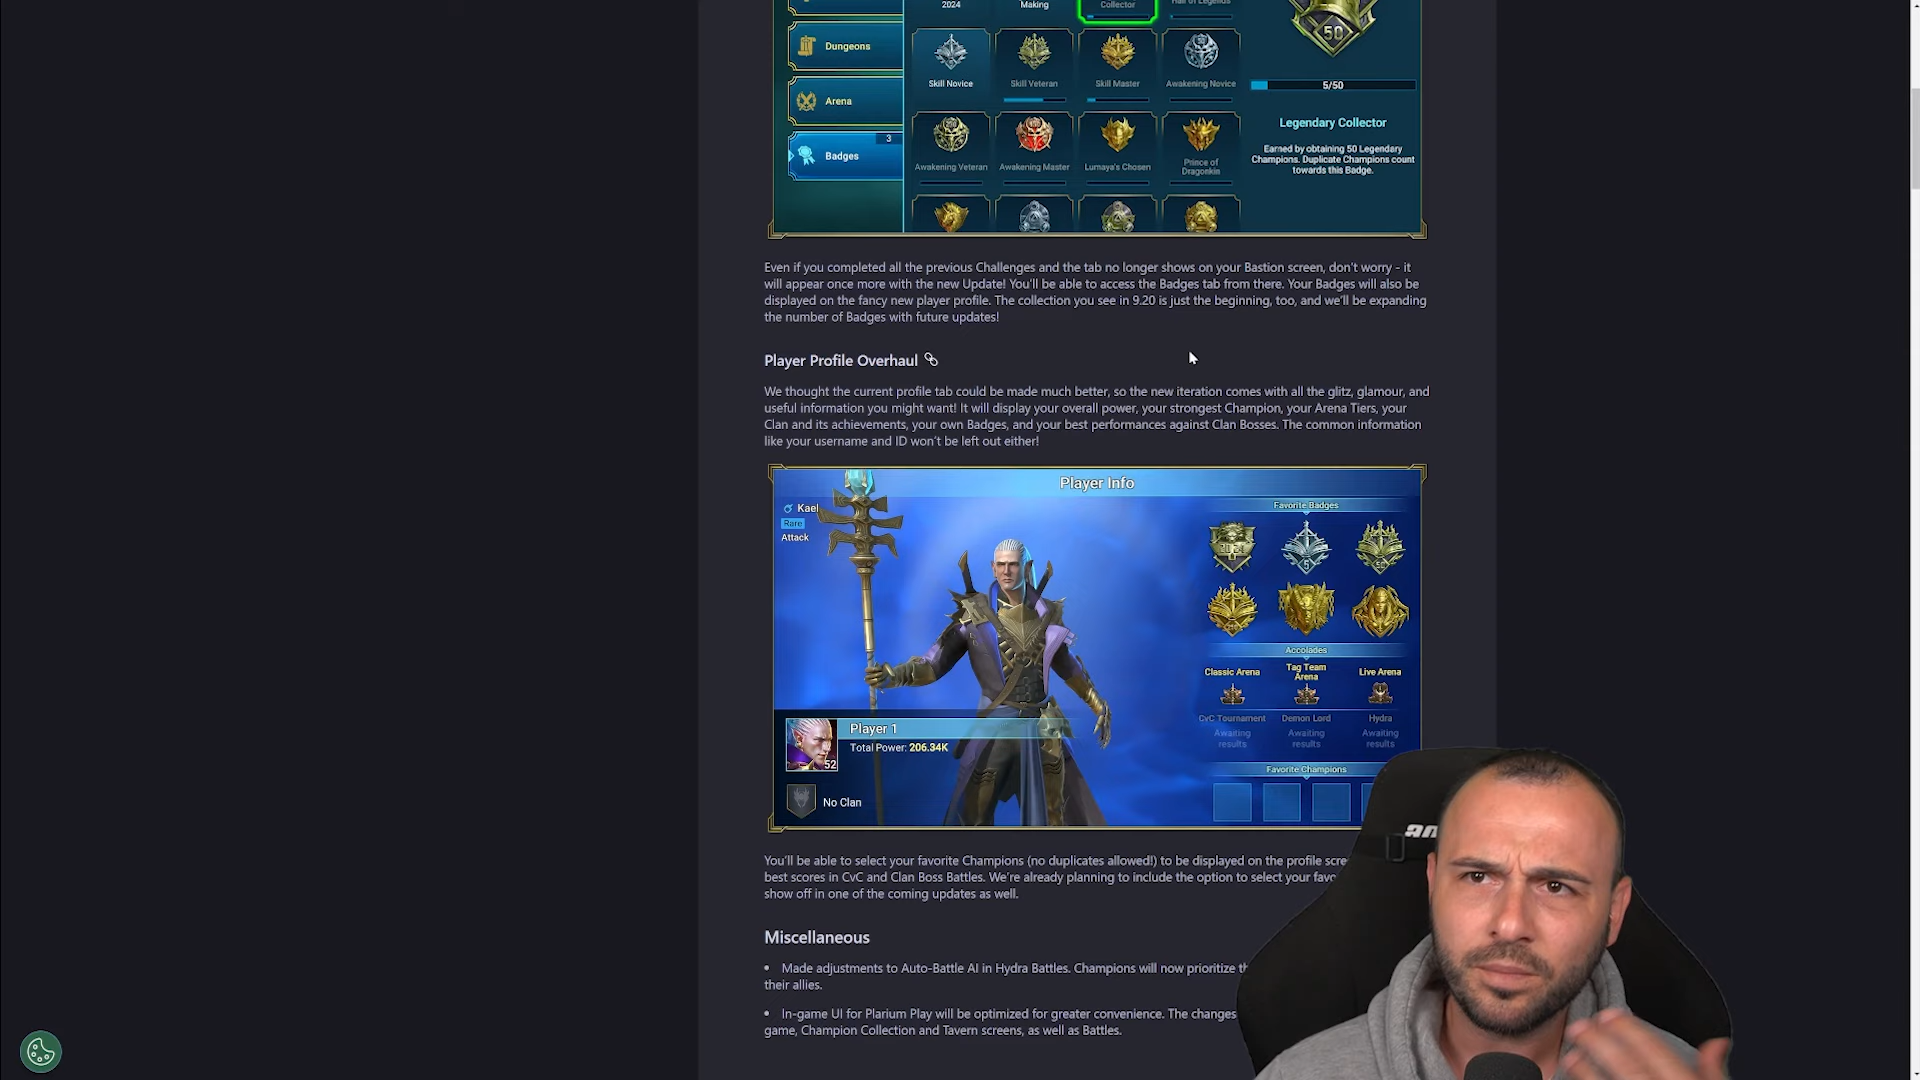 2024
Making
Collector
Hall of Legends
50
Dungeons
Skill Novice
Skill Veteran
Skill Master
Awakening Novice
5/50
Arena
Legendary Collector
Earned by obtaining 50 Legendary
Champions. Duplicate Champions count
towards this Badge.
3
Badges
Awakening Veteran
Awakening Master
Lumaya's Chosen
Prince of
Dragonkin
Even if you completed all the previous Challenges and the tab no longer shows on your Bastion screen, don't worry - it
will appear once more with the new Update! You'll be able to access the Badges tab from there. Your Badges will also be
displayed on the fancy new player profile. The collection you see in 9.20 is just the beginning, too, and we'll be expanding
the number of Badges with future updates!
Player Profile Overhaul
We thought the current profile tab could be made much better, so the new iteration comes with all the glitz, glamour, and
useful information you might want! It will display your overall power, your strongest Champion, your Arena Tiers, your
Clan and its achievements, your own Badges, and your best performances against Clan Bosses. The common information
like your username and ID won't be left out either!
Player Info
Kael
Rare
Attack
Favorite Badges
2024
5
50
Accolades
Classic Arena
Tag Team
Arena
Live Arena
CvC Tournament
Demon Lord
Hydra
Awaiting
results
Awaiting
results
Awaiting
results
Player 1
Total Power: 206.34K
52
No Clan
Favorite Champions
You'll be able to select your favorite Champions (no duplicates allowed!) to be displayed on the profile scre
best scores in CvC and Clan Boss Battles. We're already planning to include the option to select your favo
show off in one of the coming updates as well.
Miscellaneous
• Made adjustments to Auto-Battle AI in Hydra Battles. Champions will now prioritize th
their allies.
• In-game UI for Plarium Play will be optimized for greater convenience. The changes
game, Champion Collection and Tavern screens, as well as Battles.
an